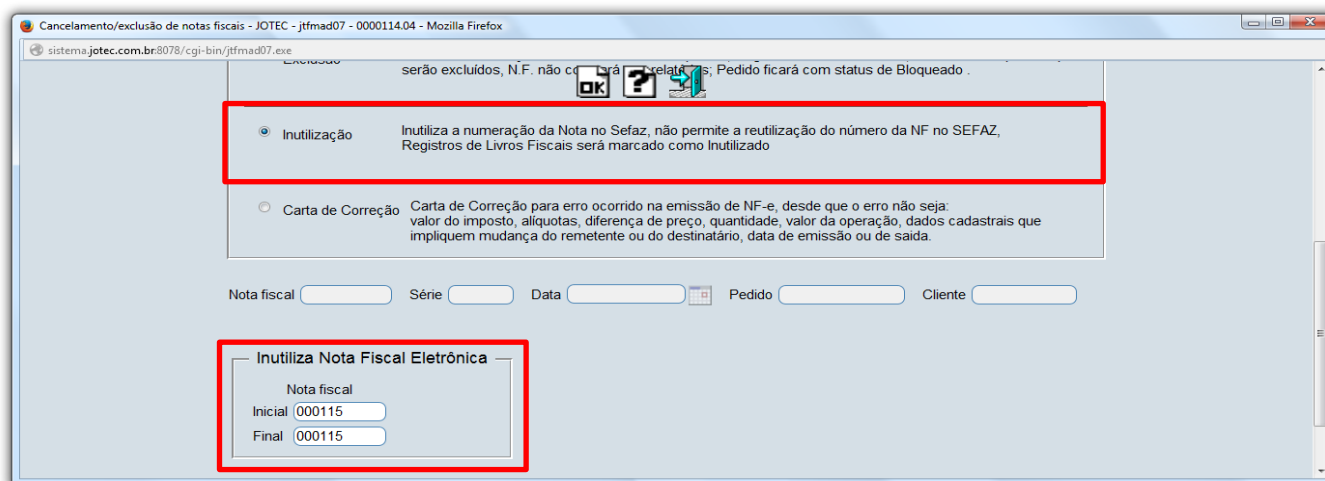 Cancelamento/exclusão de notas fiscais - JOTEC - jtfmad07 - 0000114.04 - Mozilla Firefox
sistema.jotec.com.br:8078/cgi-bin/jtfmad07.exe
Exclusão
serão excluídos, N.F. não s; Pedido ficará com status de Bloqueado .
OK ?
Inutilização Inutiliza a numeração da Nota no Sefaz, não permite a reutilização do número da NF no SEFAZ,
Registros de Livros Fiscais será marcado como Inutilizado
Carta de Correção Carta de Correção para erro ocorrido na emissão de NF-e, desde que o erro não seja:
valor do imposto, alíquotas, diferença de preço, quantidade, valor da operação, dados cadastrais que
impliquem mudança do remetente ou do destinatário, data de emissão ou de saida.
Nota fiscal Série Data Pedido Cliente
Inutiliza Nota Fiscal Eletrônica
Nota fiscal
Inicial 000115
Final 000115